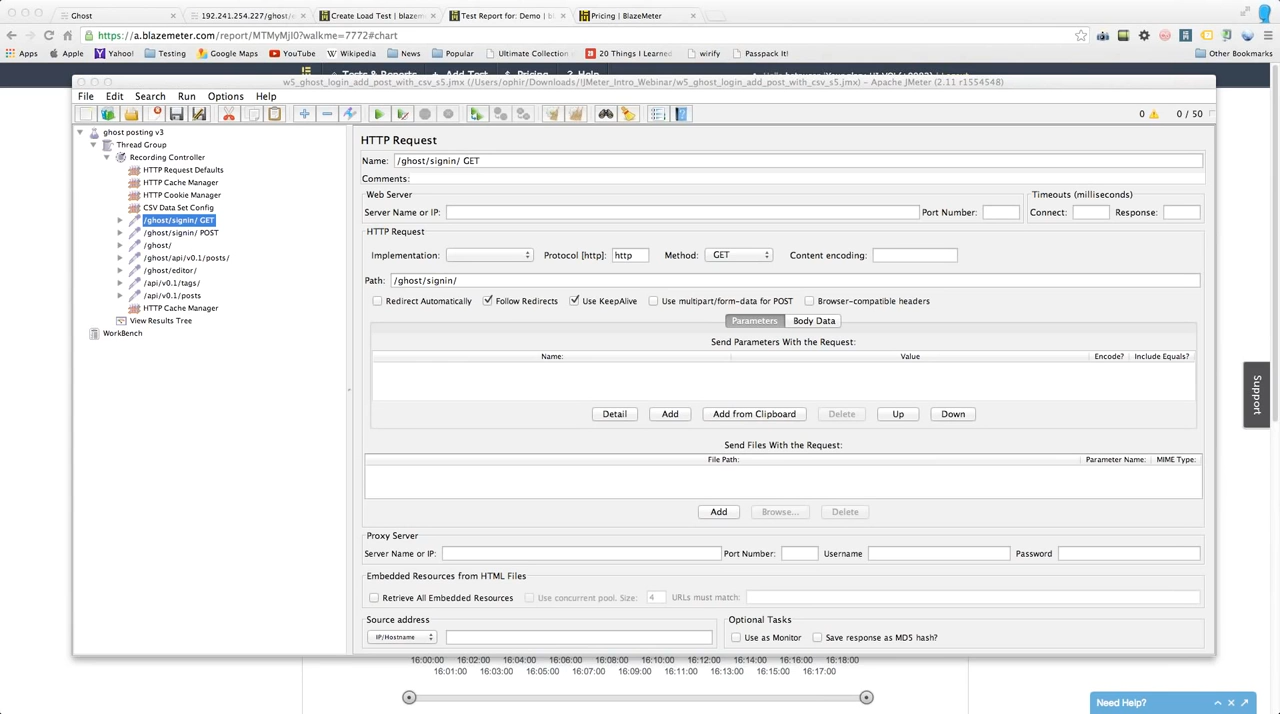 Ghost
192.241.254.227/ghost/e
Create Load Test | blazem
Test Report for: Demo | b
Pricing | BlazeMeter
https://a.blazemeter.com/report/MTMyMjI0?walkme=7772#chart
Apps Apple Yahoo! Testing Google Maps YouTube Wikipedia News Popular Ultimate Collection 20 Things I Learned wirify Passpack It! Other Bookmarks
w5_ghost_login_add_post_with_csv_s5.jmx (/Users/ophir/Downloads/IJMeter_Intro_Webinar/w5_ghost_login_add_post_with_csv_s5.jmx) - Apache JMeter (2.11 r1554548)
File Edit Search Run Options Help
0 0 / 50
ghost posting v3
Thread Group
Recording Controller
HTTP Request Defaults
HTTP Cache Manager
HTTP Cookie Manager
CSV Data Set Config
/ghost/signin/ GET
/ghost/signin/ POST
/ghost/
/ghost/api/v0.1/posts/
/ghost/editor/
/api/v0.1/tags/
/api/v0.1/posts
HTTP Cache Manager
View Results Tree
WorkBench
HTTP Request
Name: /ghost/signin/ GET
Comments:
Web Server
Server Name or IP: Port Number:
Timeouts (milliseconds)
Connect: Response:
HTTP Request
Implementation: Protocol [http]: http Method: GET Content encoding:
Path: /ghost/signin/
Redirect Automatically Follow Redirects Use KeepAlive Use multipart/form-data for POST Browser-compatible headers
Parameters Body Data
Send Parameters With the Request:
Name: Value Encode? Include Equals?
Detail Add Add from Clipboard Delete Up Down
Send Files With the Request:
File Path: Parameter Name: MIME Type:
Add Browse... Delete
Proxy Server
Server Name or IP: Port Number: Username Password
Embedded Resources from HTML Files
Retrieve All Embedded Resources Use concurrent pool. Size: 4 URLs must match:
Source address
IP/Hostname
Optional Tasks
Use as Monitor Save response as MD5 hash?
16:00:00 16:02:00 16:04:00 16:06:00 16:08:00 16:10:00 16:12:00 16:14:00 16:16:00 16:18:00
16:01:00 16:03:00 16:05:00 16:07:00 16:09:00 16:11:00 16:13:00 16:15:00 16:17:00
Support
Need Help?